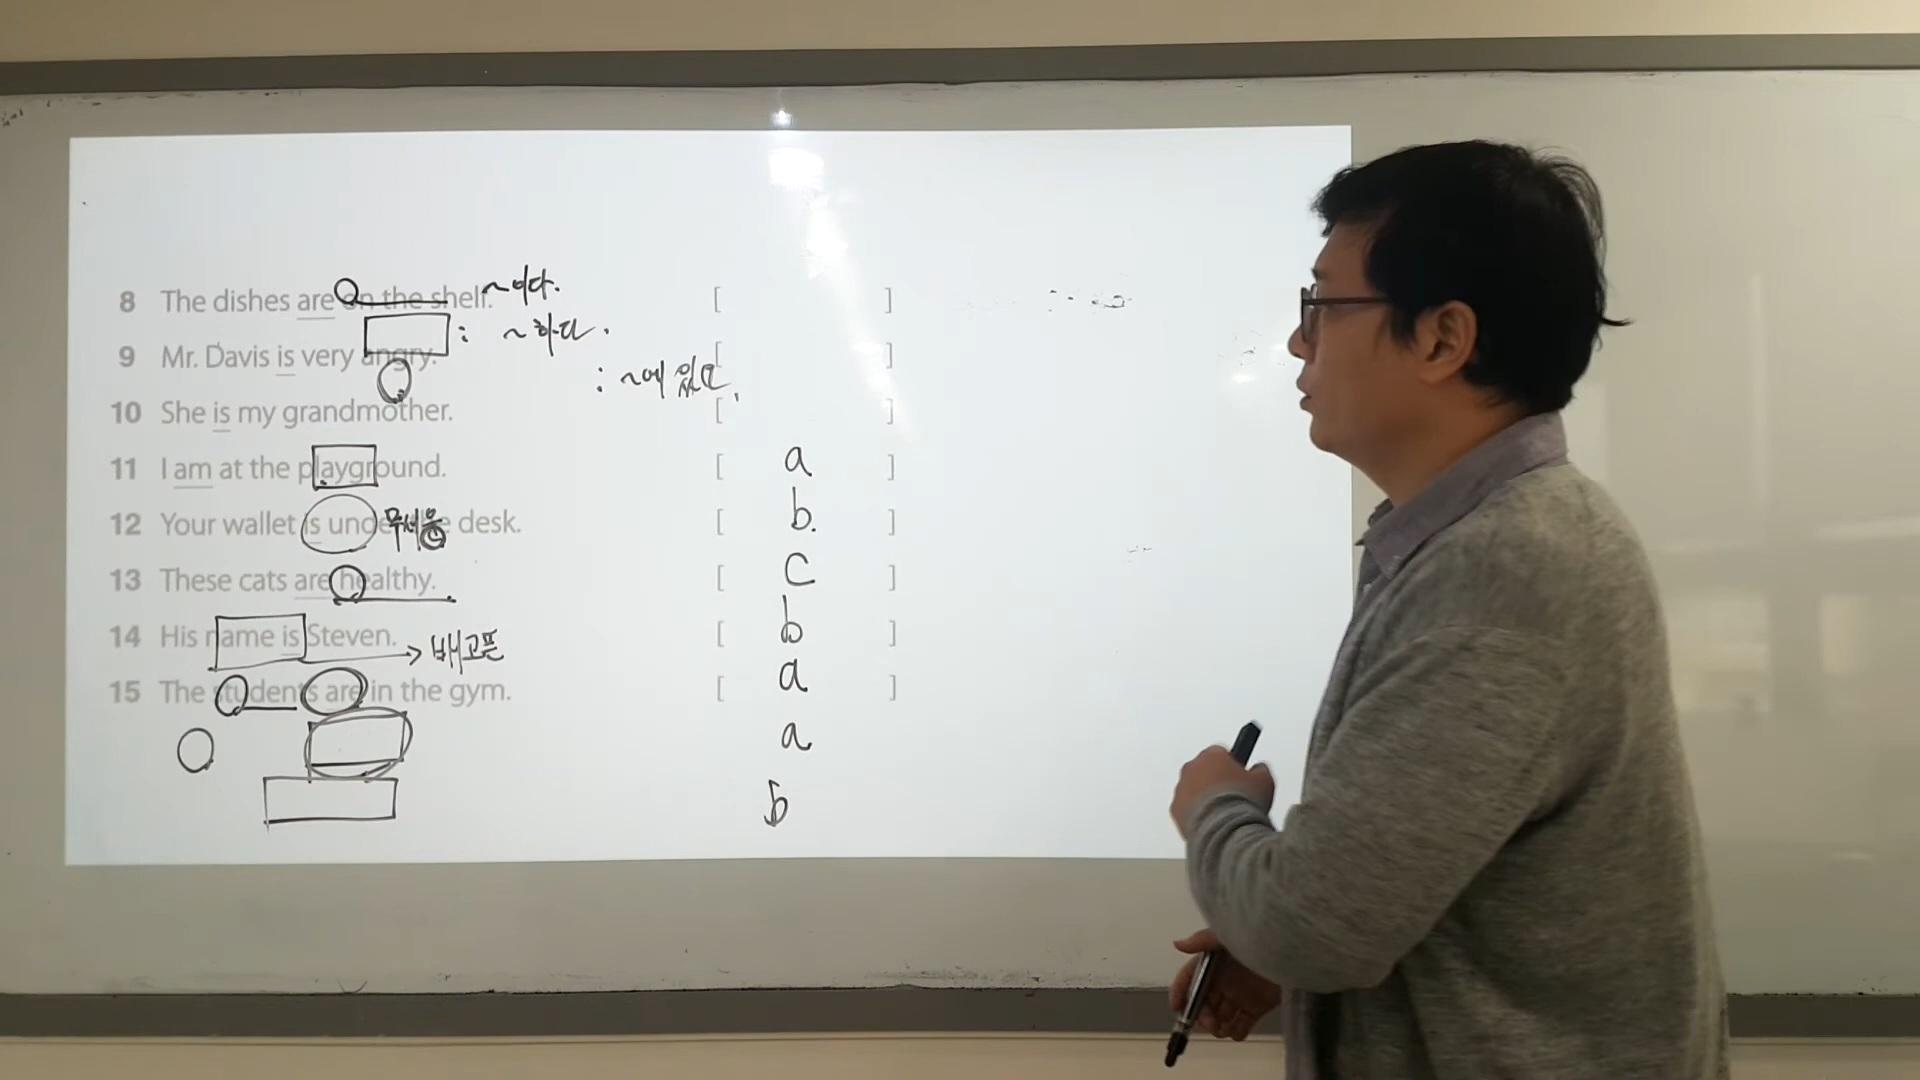 8 The dishes are on the shelf. [ ]
~이다.
: ~하다.
9 Mr. Davis is very angry. [ ]
: ~에 있다.
10 She is my grandmother. [ ]
11 I am at the playground. [ a ]
12 Your wallet is under the desk. [ b. ]
무서운
13 These cats are healthy. [ c ]
14 His name is Steven. [ b ]
배고픈
15 The students are in the gym. [ a ]
a
b